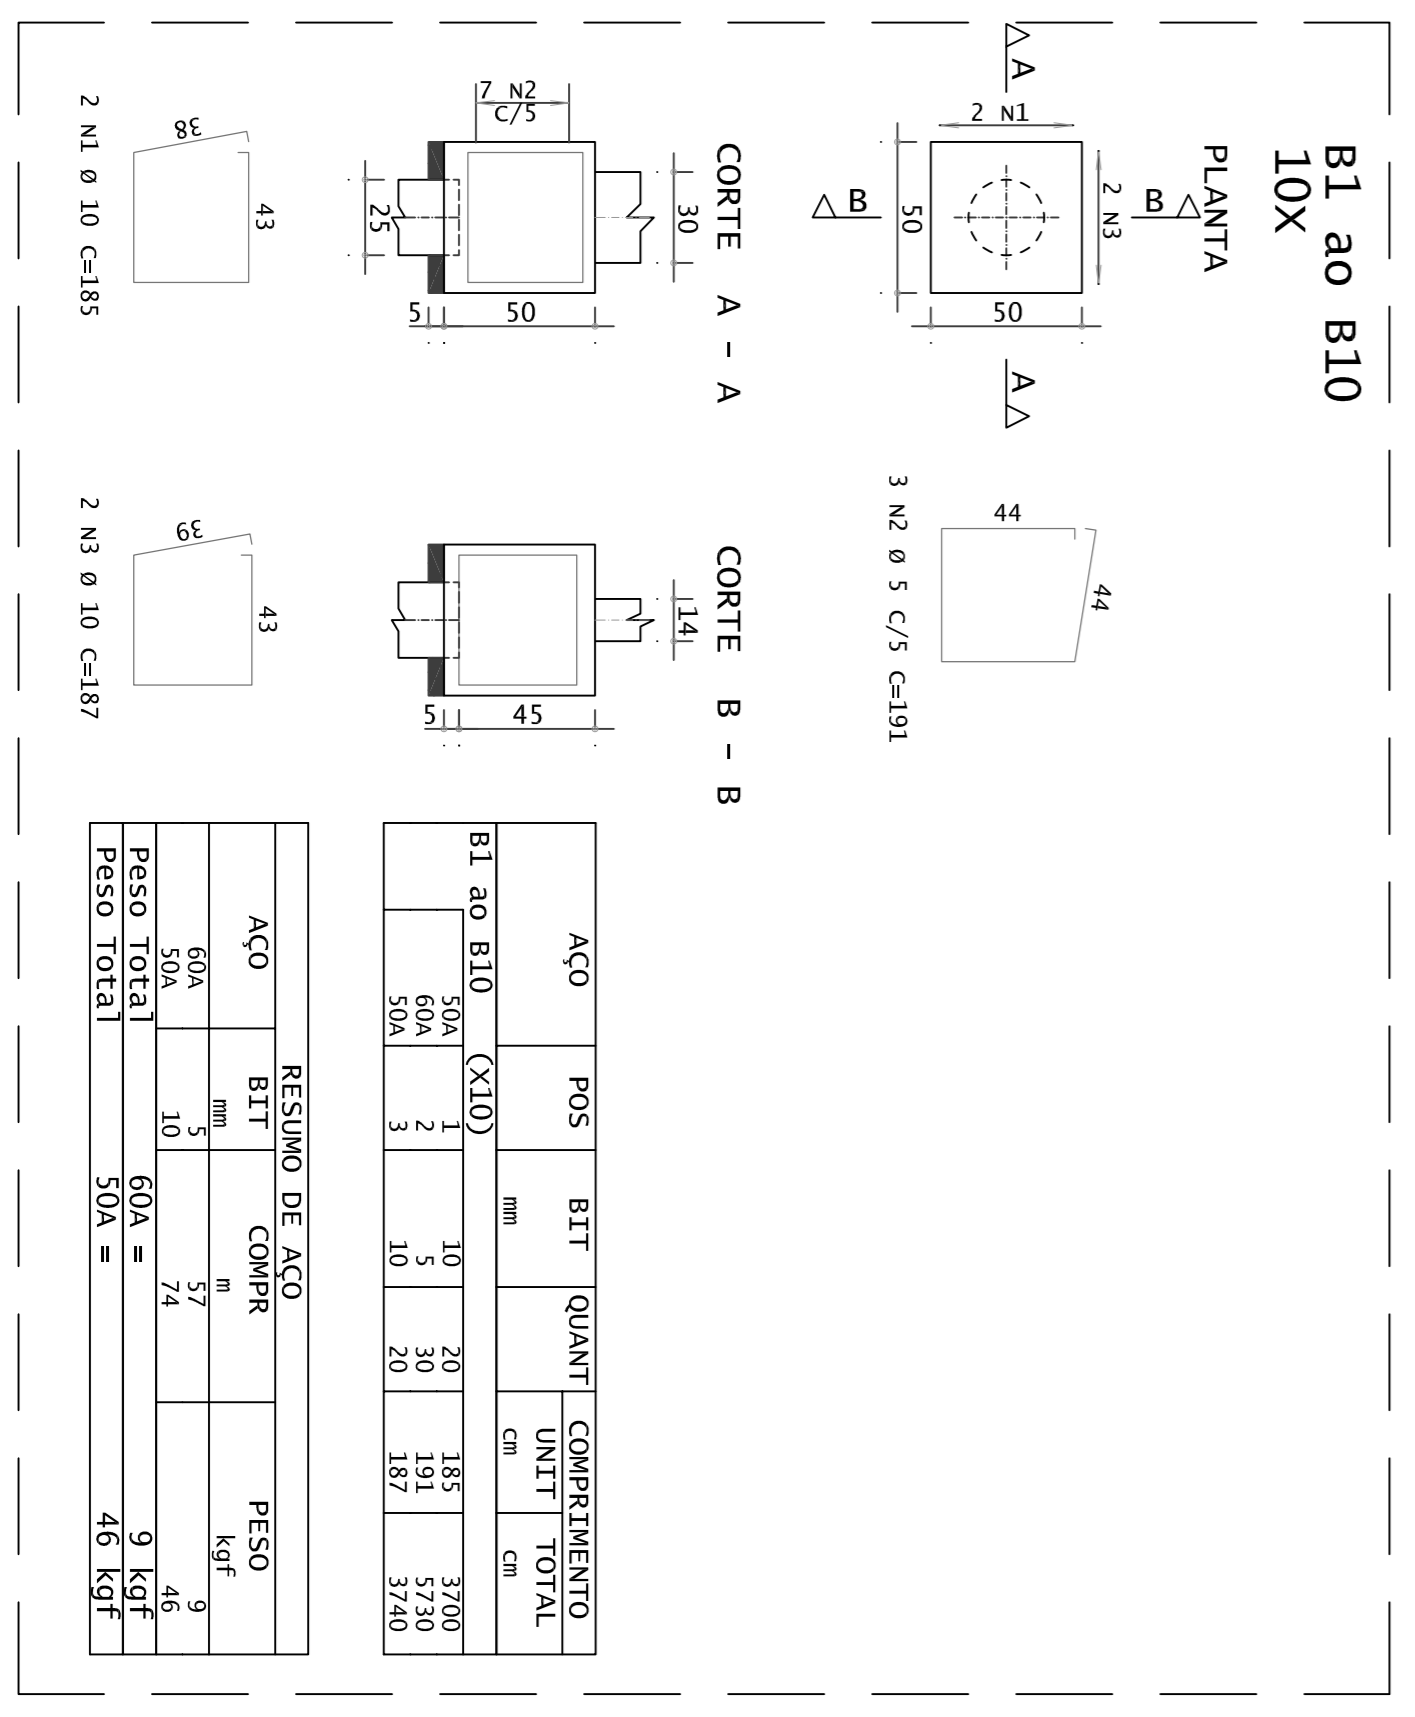 B1 ao B10
10X
PLANTA
A
A
B
B
2 N1
2 N3
50
50
44
44
3 N2 Ø 5 C/5 C=191
CORTE A - A
30
7 N2
C/5
50
5
25
CORTE B - B
14
45
5
38
43
2 N1 Ø 10 C=185
39
43
2 N3 Ø 10 C=187
AÇO POS BIT QUANT COMPRIMENTO
UNIT TOTAL
mm cm cm
B1 ao B10 (X10)
50A 1 10 20 185 3700
60A 2 5 30 191 5730
50A 3 10 20 187 3740
RESUMO DE AÇO
AÇO BIT COMPR PESO
mm m kgf
60A 5 57 9
50A 10 74 46
Peso Total 60A = 9 kgf
Peso Total 50A = 46 kgf